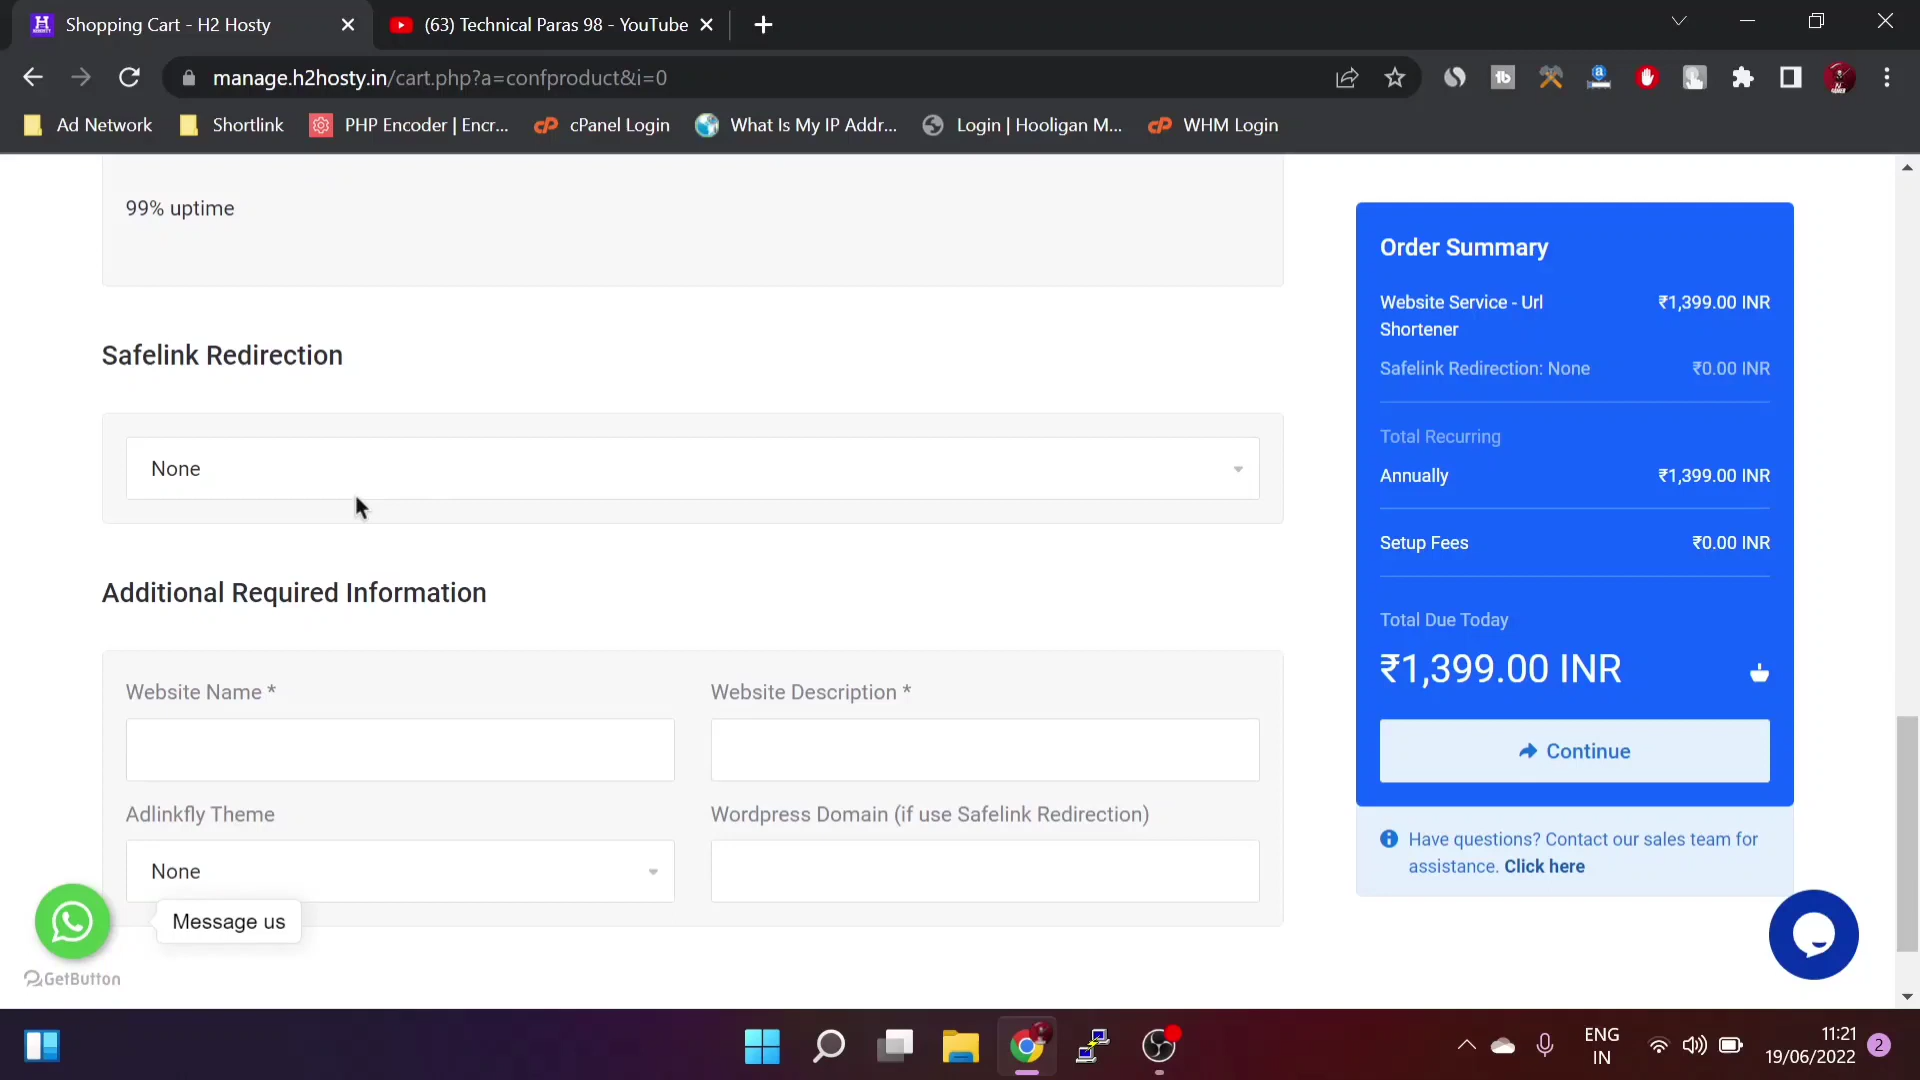 Shopping Cart - H2 Hosty
(63) Technical Paras 98 - YouTube
manage.h2hosty.in/cart.php?a=confproduct&i=0
Ad Network
Shortlink
PHP Encoder | Encr...
cPanel Login
What Is My IP Addr...
Login | Hooligan M...
WHM Login
99% uptime
Safelink Redirection
None
Additional Required Information
Website Name *
Website Description *
Adlinkfly Theme
Wordpress Domain (if use Safelink Redirection)
None
Message us
GetButton
Order Summary
Website Service - Url
Shortener
₹1,399.00 INR
Safelink Redirection: None
₹0.00 INR
Total Recurring
Annually
₹1,399.00 INR
Setup Fees
₹0.00 INR
Total Due Today
₹1,399.00 INR
Continue
Have questions? Contact our sales team for
assistance. Click here
ENG
IN
11:21
19/06/2022
2